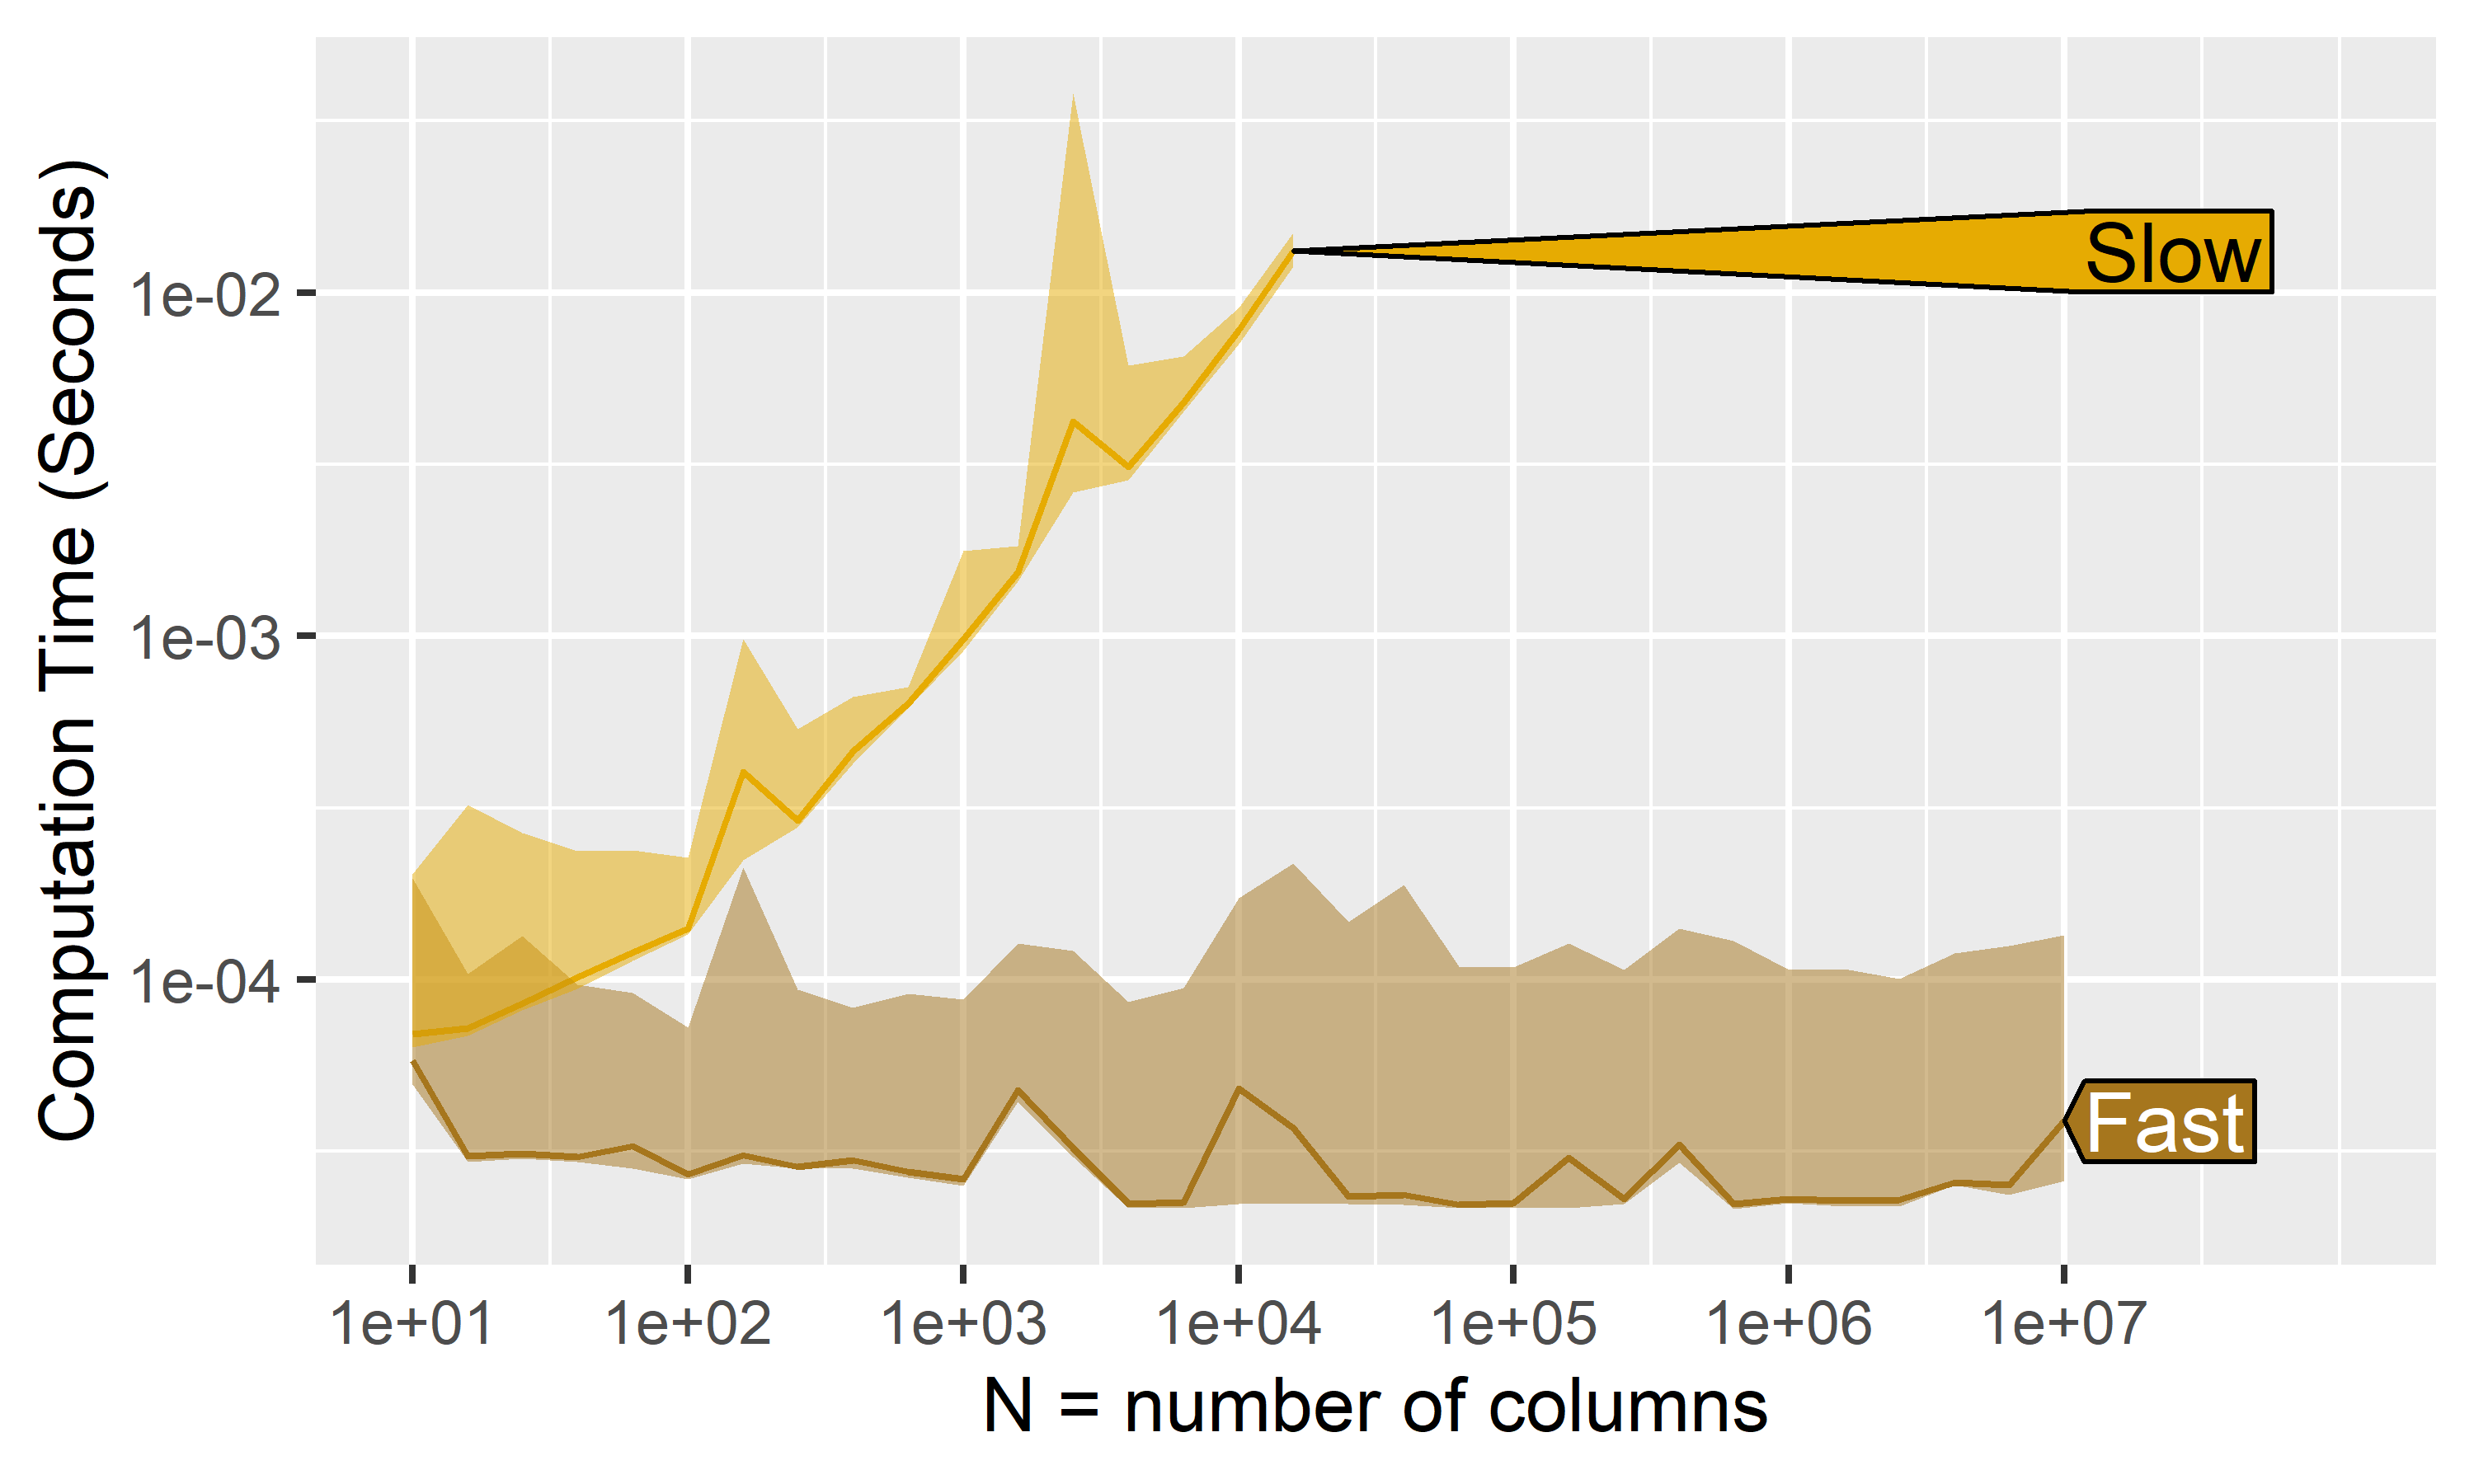 Computation Time (Seconds)
1e-02
1e-03
1e-04
Slow
Fast
1e+01
1e+02
1e+03
1e+04
1e+05
1e+06
1e+07
N = number of columns